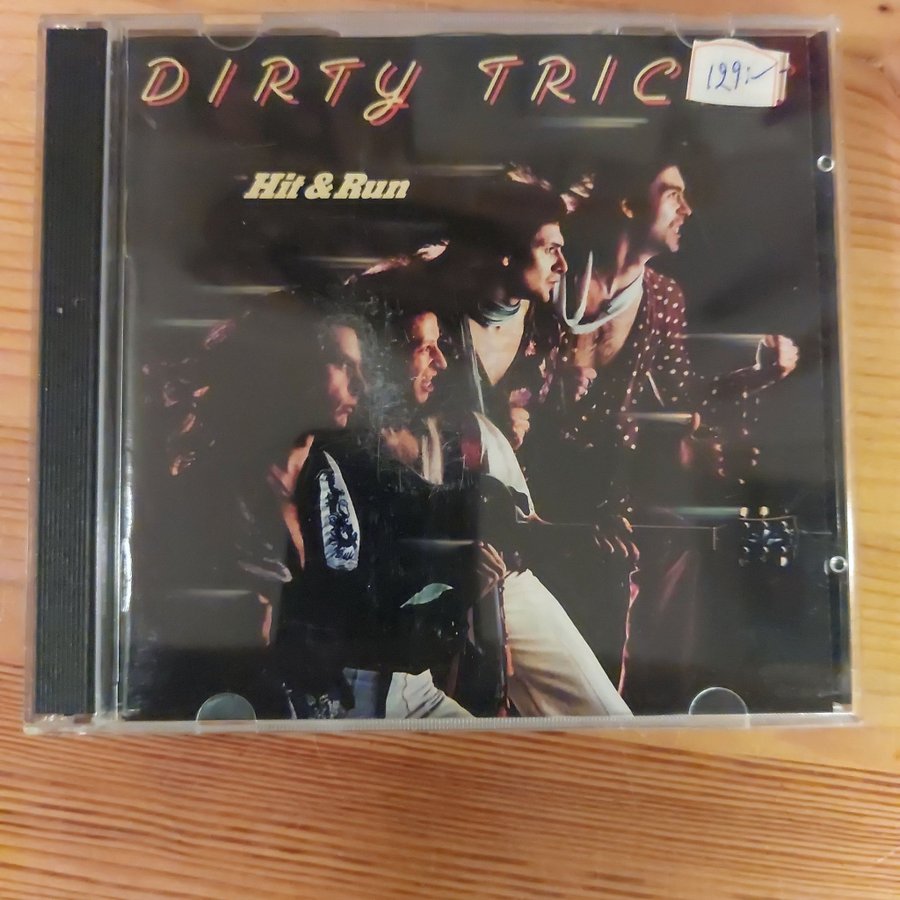 DIRTY TRIC
129:-
Hit & Run